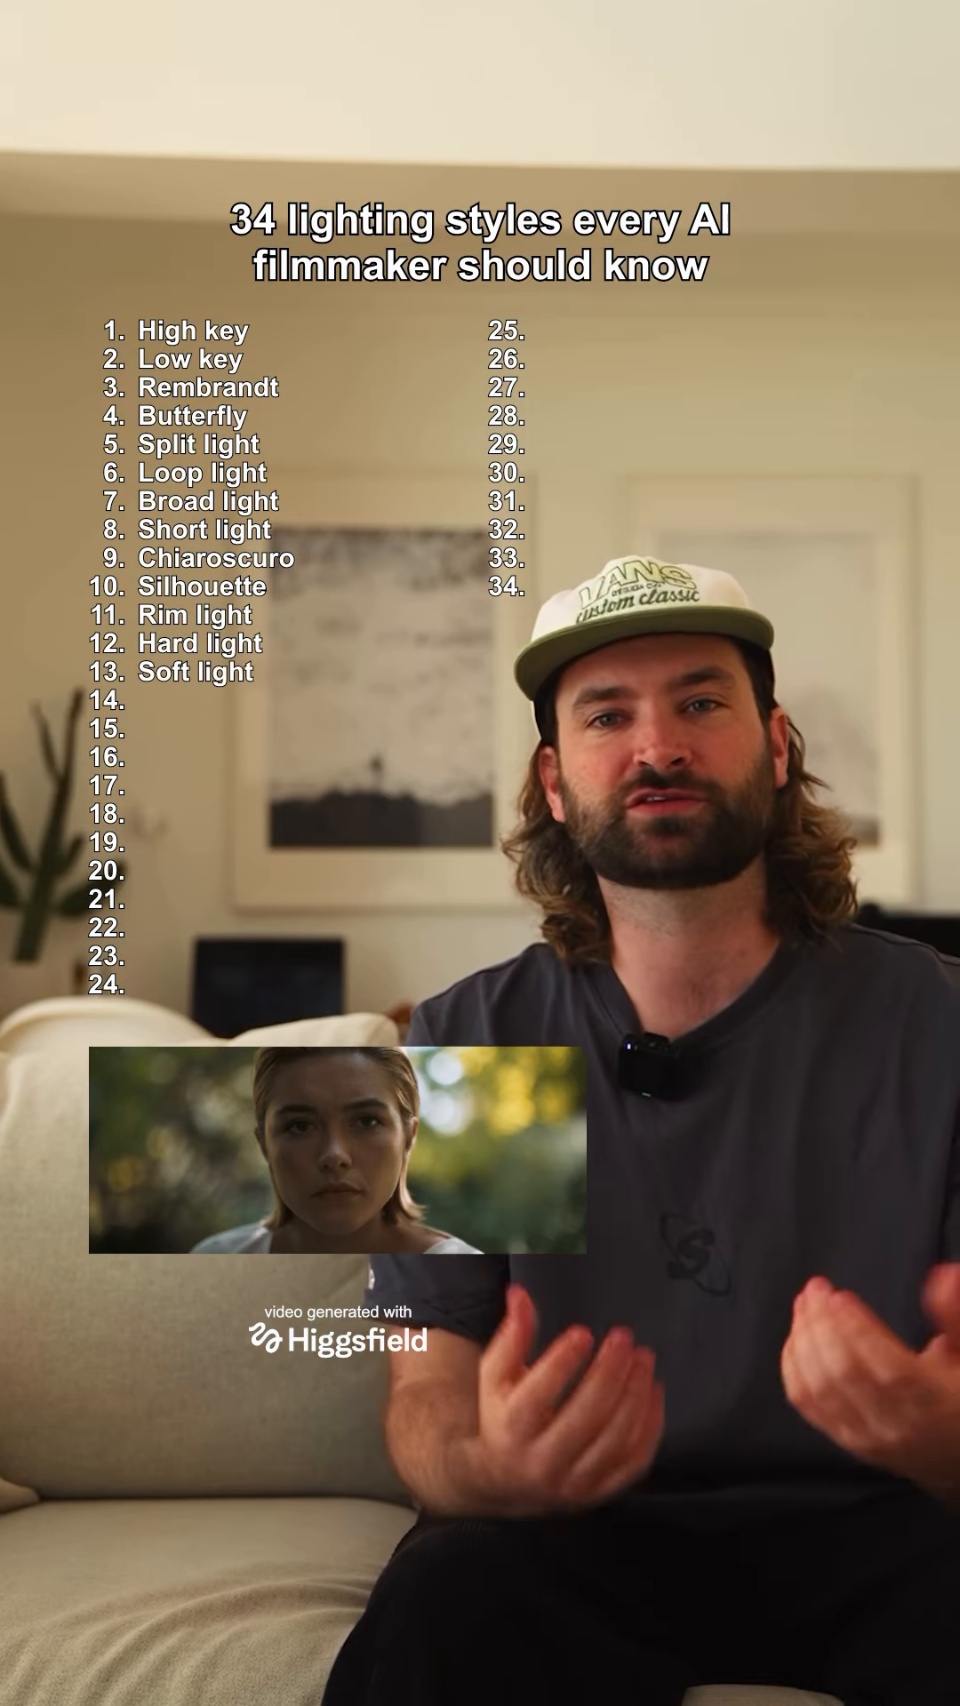 34 lighting styles every AI
filmmaker should know
1. High key
2. Low key
3. Rembrandt
4. Butterfly
5. Split light
6. Loop light
7. Broad light
8. Short light
9. Chiaroscuro
10. Silhouette
11. Rim light
12. Hard light
13. Soft light
14.
15.
16.
17.
18.
19.
20.
21.
22.
23.
24.
25.
26.
27.
28.
29.
30.
31.
32.
33.
34.
VANS
custom classic
S
video generated with
Higgsfield